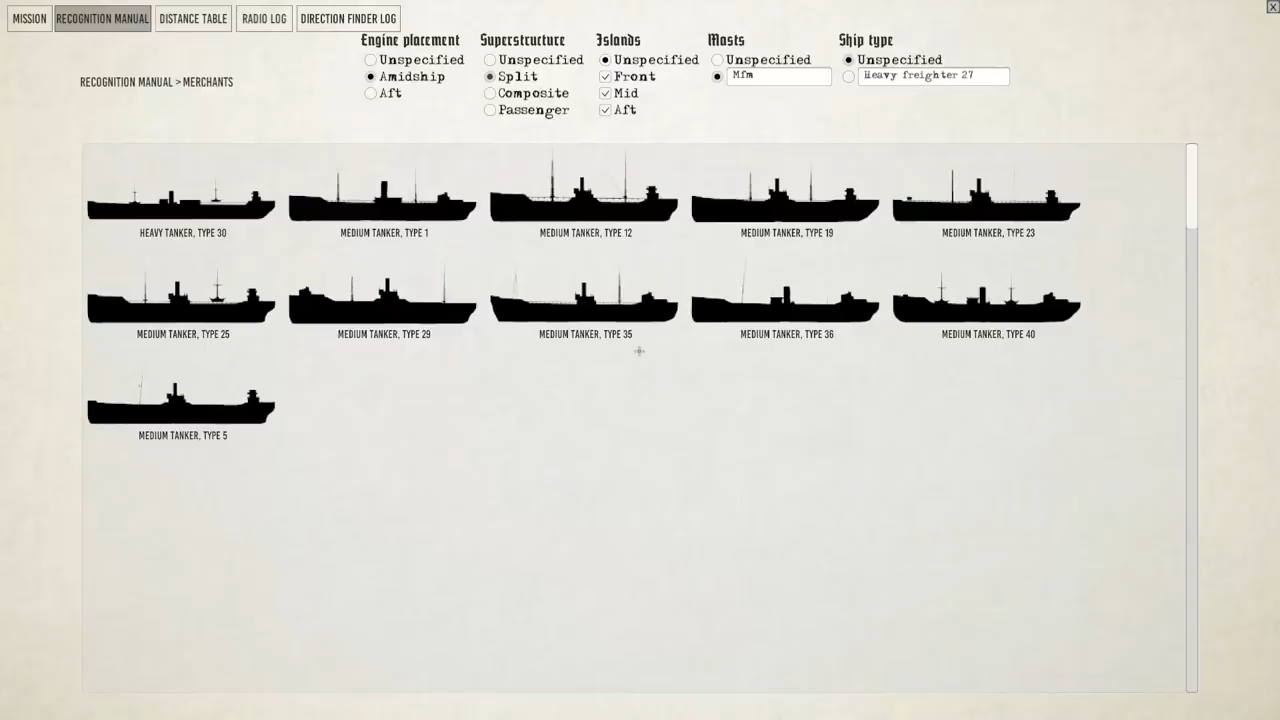 MISSION RECOGNITION MANUAL DISTANCE TABLE RADIO LOG DIRECTION FINDER LOG X
Engine placement Superstructure Islands Masts Ship type
Unspecified Unspecified Unspecified Unspecified Unspecified
Amidship Split Front Mfm Heavy freighter 27
RECOGNITION MANUAL > MERCHANTS
Aft Composite Mid
Passenger Aft
HEAVY TANKER, TYPE 30 MEDIUM TANKER, TYPE 1 MEDIUM TANKER, TYPE 12 MEDIUM TANKER, TYPE 19 MEDIUM TANKER, TYPE 23
MEDIUM TANKER, TYPE 25 MEDIUM TANKER, TYPE 29 MEDIUM TANKER, TYPE 35 MEDIUM TANKER, TYPE 36 MEDIUM TANKER, TYPE 40
MEDIUM TANKER, TYPE 5